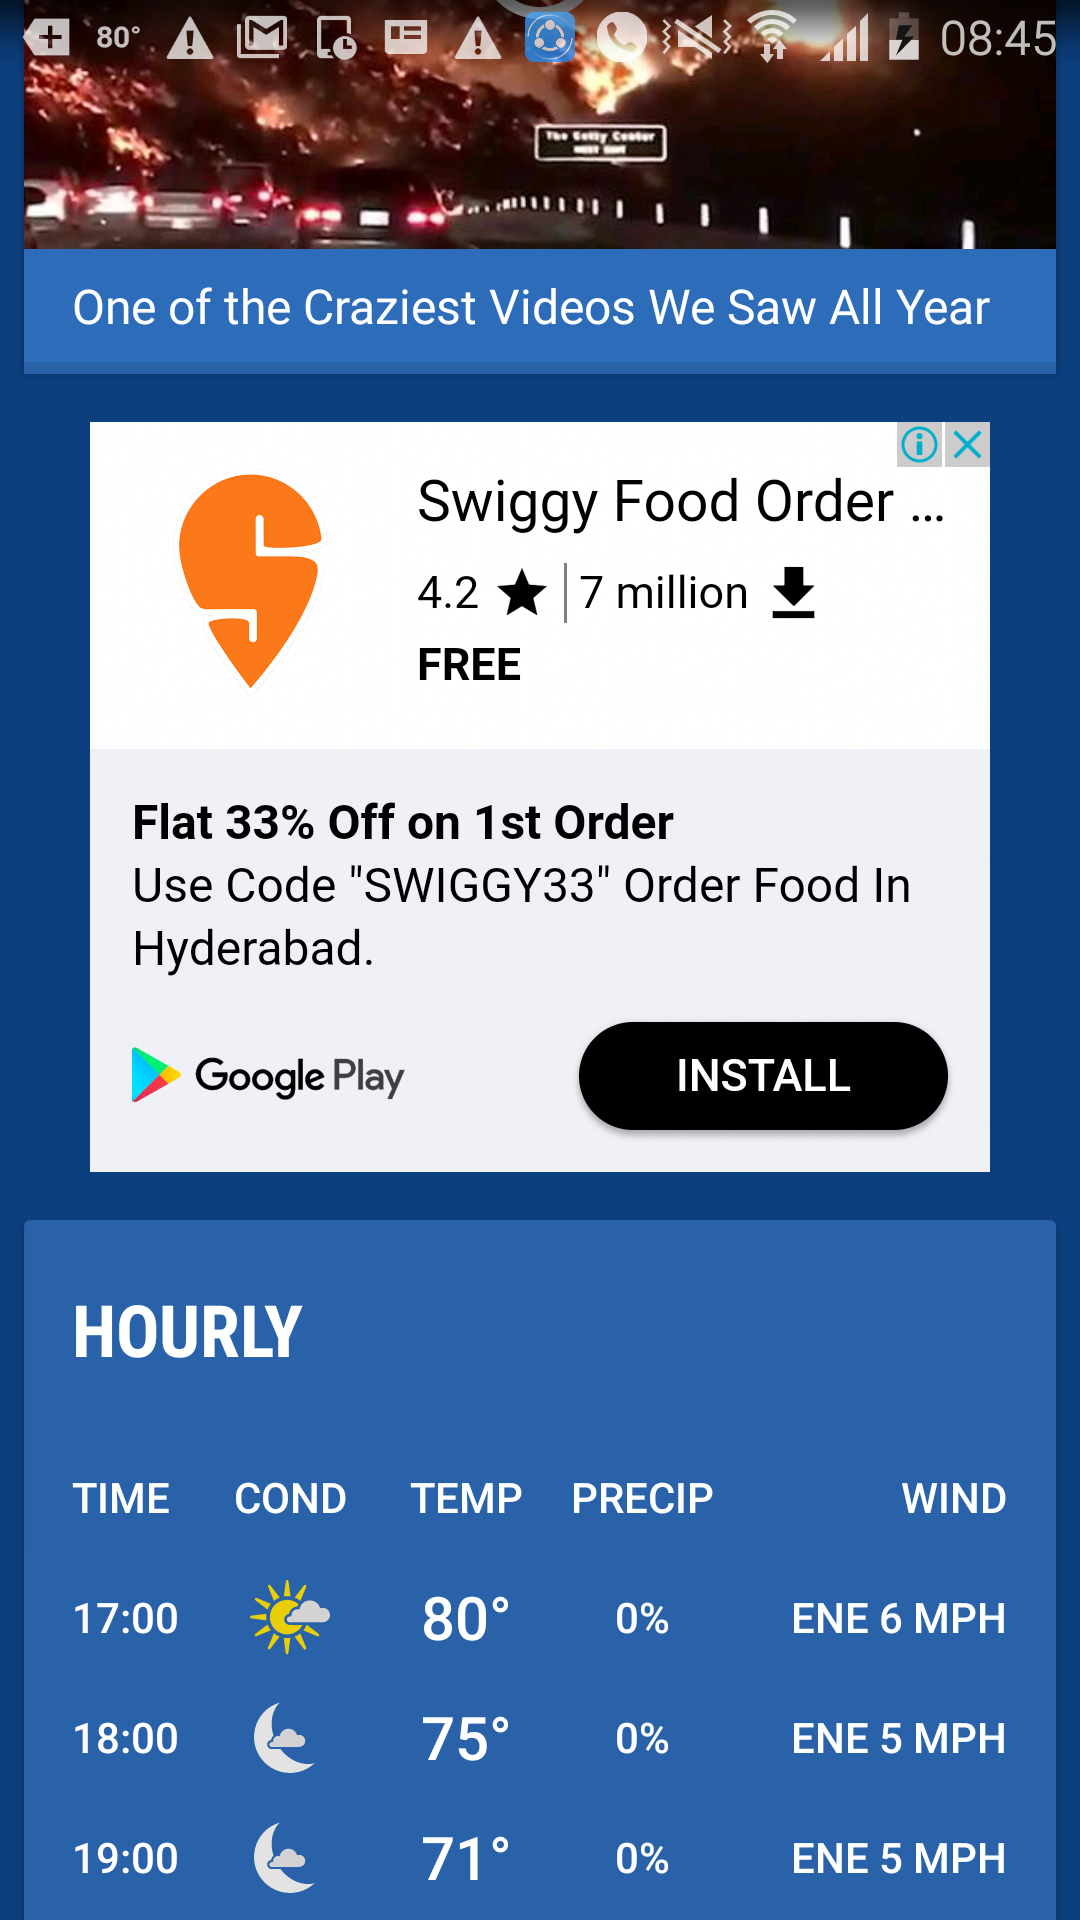 80° 08:45
The Getty Center
One of the Craziest Videos We Saw All Year
Swiggy Food Order ...
4.2 7 million
FREE
Flat 33% Off on 1st Order
Use Code "SWIGGY33" Order Food In
Hyderabad.
Google Play INSTALL
HOURLY
TIME COND TEMP PRECIP WIND
17:00 80° 0% ENE 6 MPH
18:00 75° 0% ENE 5 MPH
19:00 71° 0% ENE 5 MPH